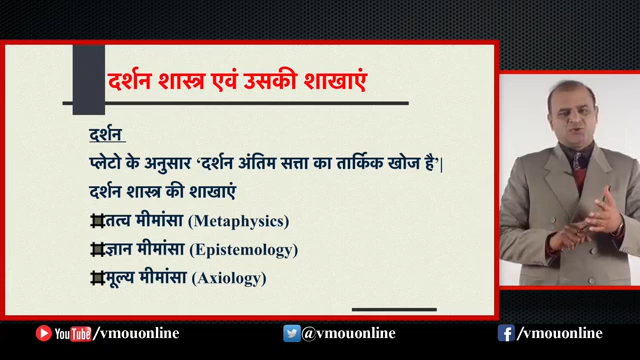 दर्शन शास्त्र एवं उसकी शाखाएं
दर्शन
प्लेटो के अनुसार ‘दर्शन अंतिम सत्ता का तार्किक खोज है’|
दर्शन शास्त्र की शाखाएं
तत्व मीमांसा (Metaphysics)
ज्ञान मीमांसा (Epistemology)
मूल्य मीमांसा (Axiology)
YouTube /vmouonline
@vmouonline
f/vmouonline